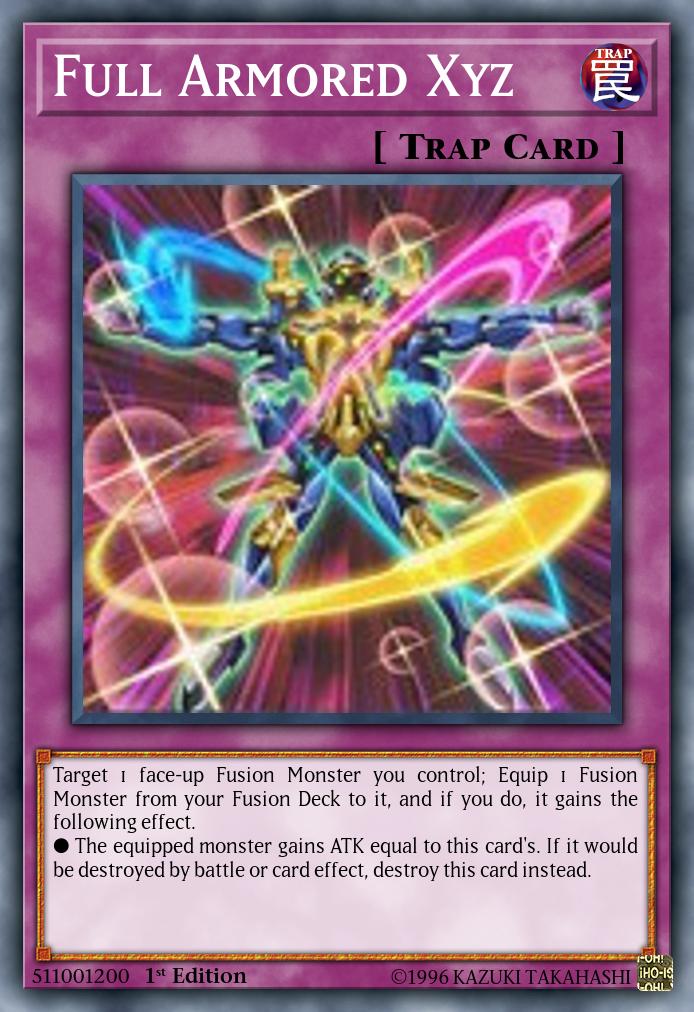 Full Armored Xyz
TRAP
罠
[ Trap Card ]
Target 1 face-up Fusion Monster you control; Equip 1 Fusion
Monster from your Fusion Deck to it, and if you do, it gains the
following effect.
● The equipped monster gains ATK equal to this card's. If it would
be destroyed by battle or card effect, destroy this card instead.
511001200 1st Edition ©1996 KAZUKI TAKAHASHI